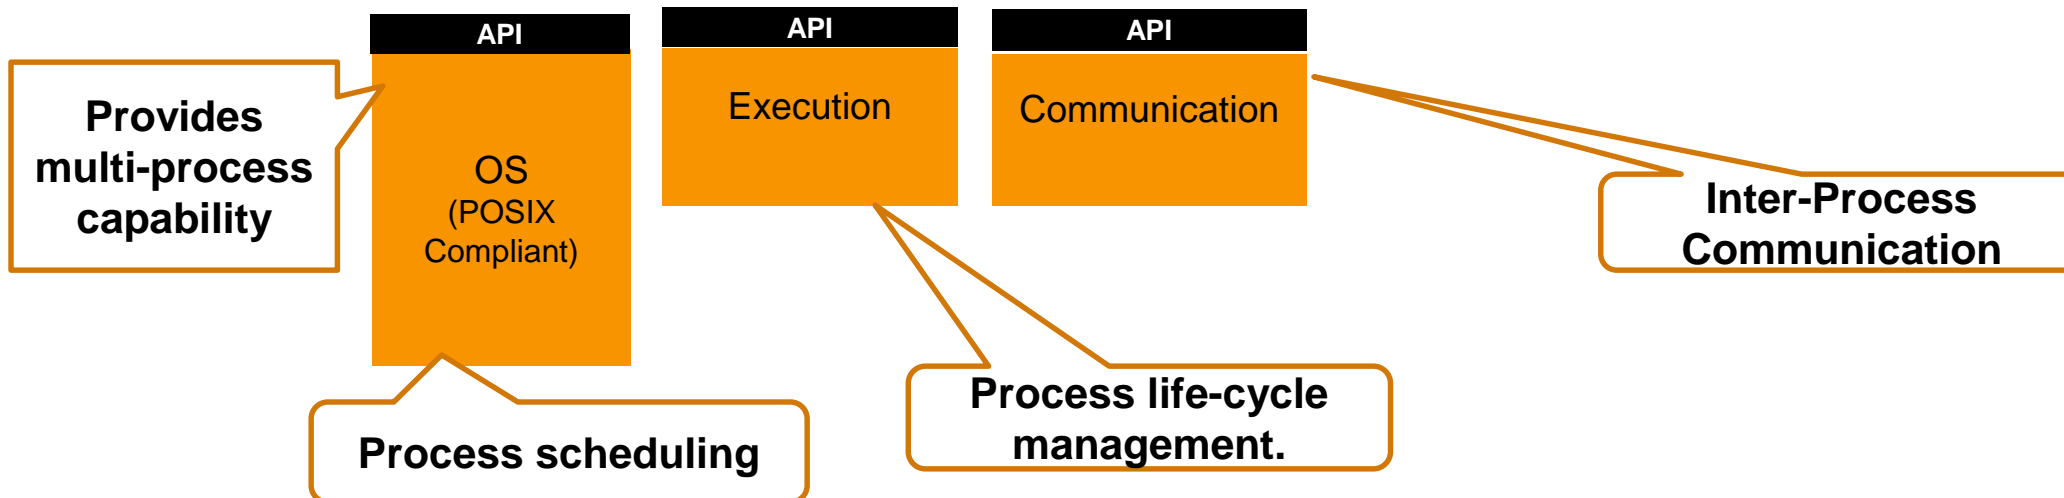 API
API
API
Provides
multi-process
capability
OS
(POSIX
Compliant)
Execution
Communication
Inter-Process
Communication
Process scheduling
Process life-cycle
management.